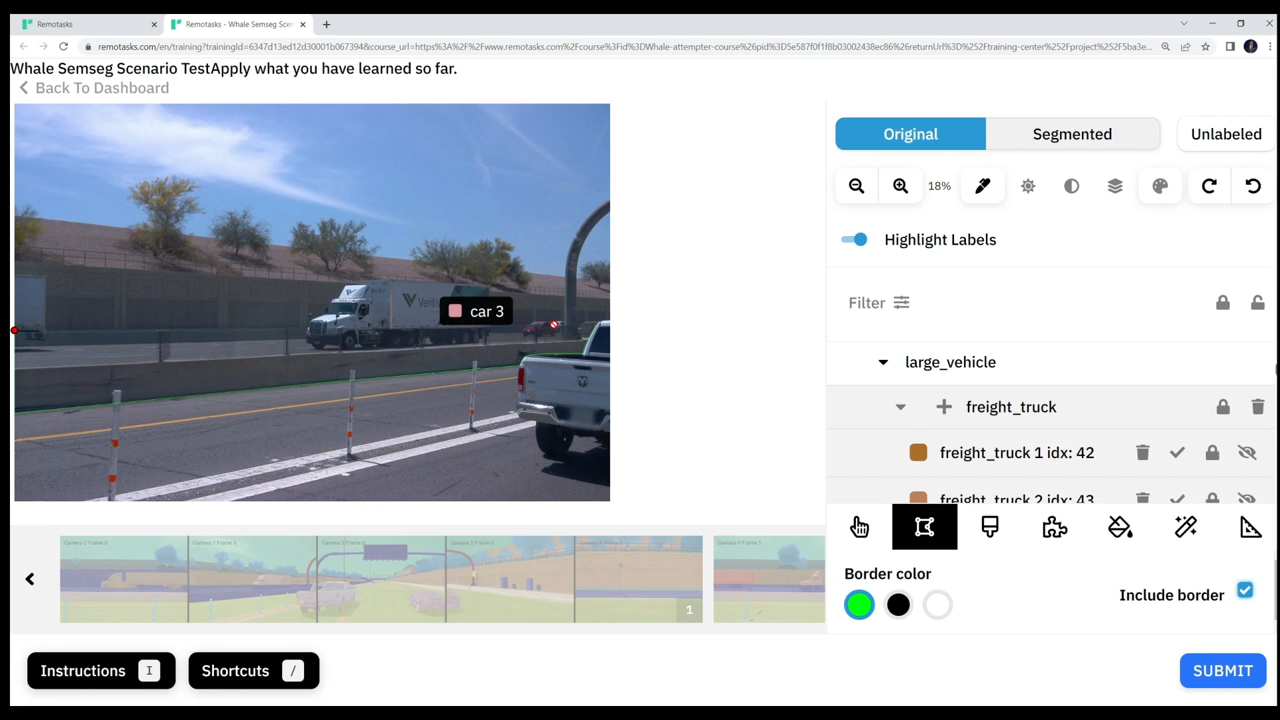 Remotasks
Remotasks - Whale Semseg Scen
remotasks.com/en/training?trainingId=6347d13ed12d30001b067394&course_url=https%3A%2F%2Fwww.remotasks.com%2Fcourse%3Fid%3DWhale-attempter-course%26pid%3D5e587f0f1f8b03002438ec86%26returnUrl%3D%252Ftraining-center%252Fproject%252F5ba3e...
Whale Semseg Scenario TestApply what you have learned so far.
Back To Dashboard
Original
Segmented
Unlabeled
18%
Highlight Labels
car 3
Filter
large_vehicle
freight_truck
freight_truck 1 idx: 42
freight_truck 2 idx: 43
Border color
Include border
1
Instructions I
Shortcuts /
SUBMIT